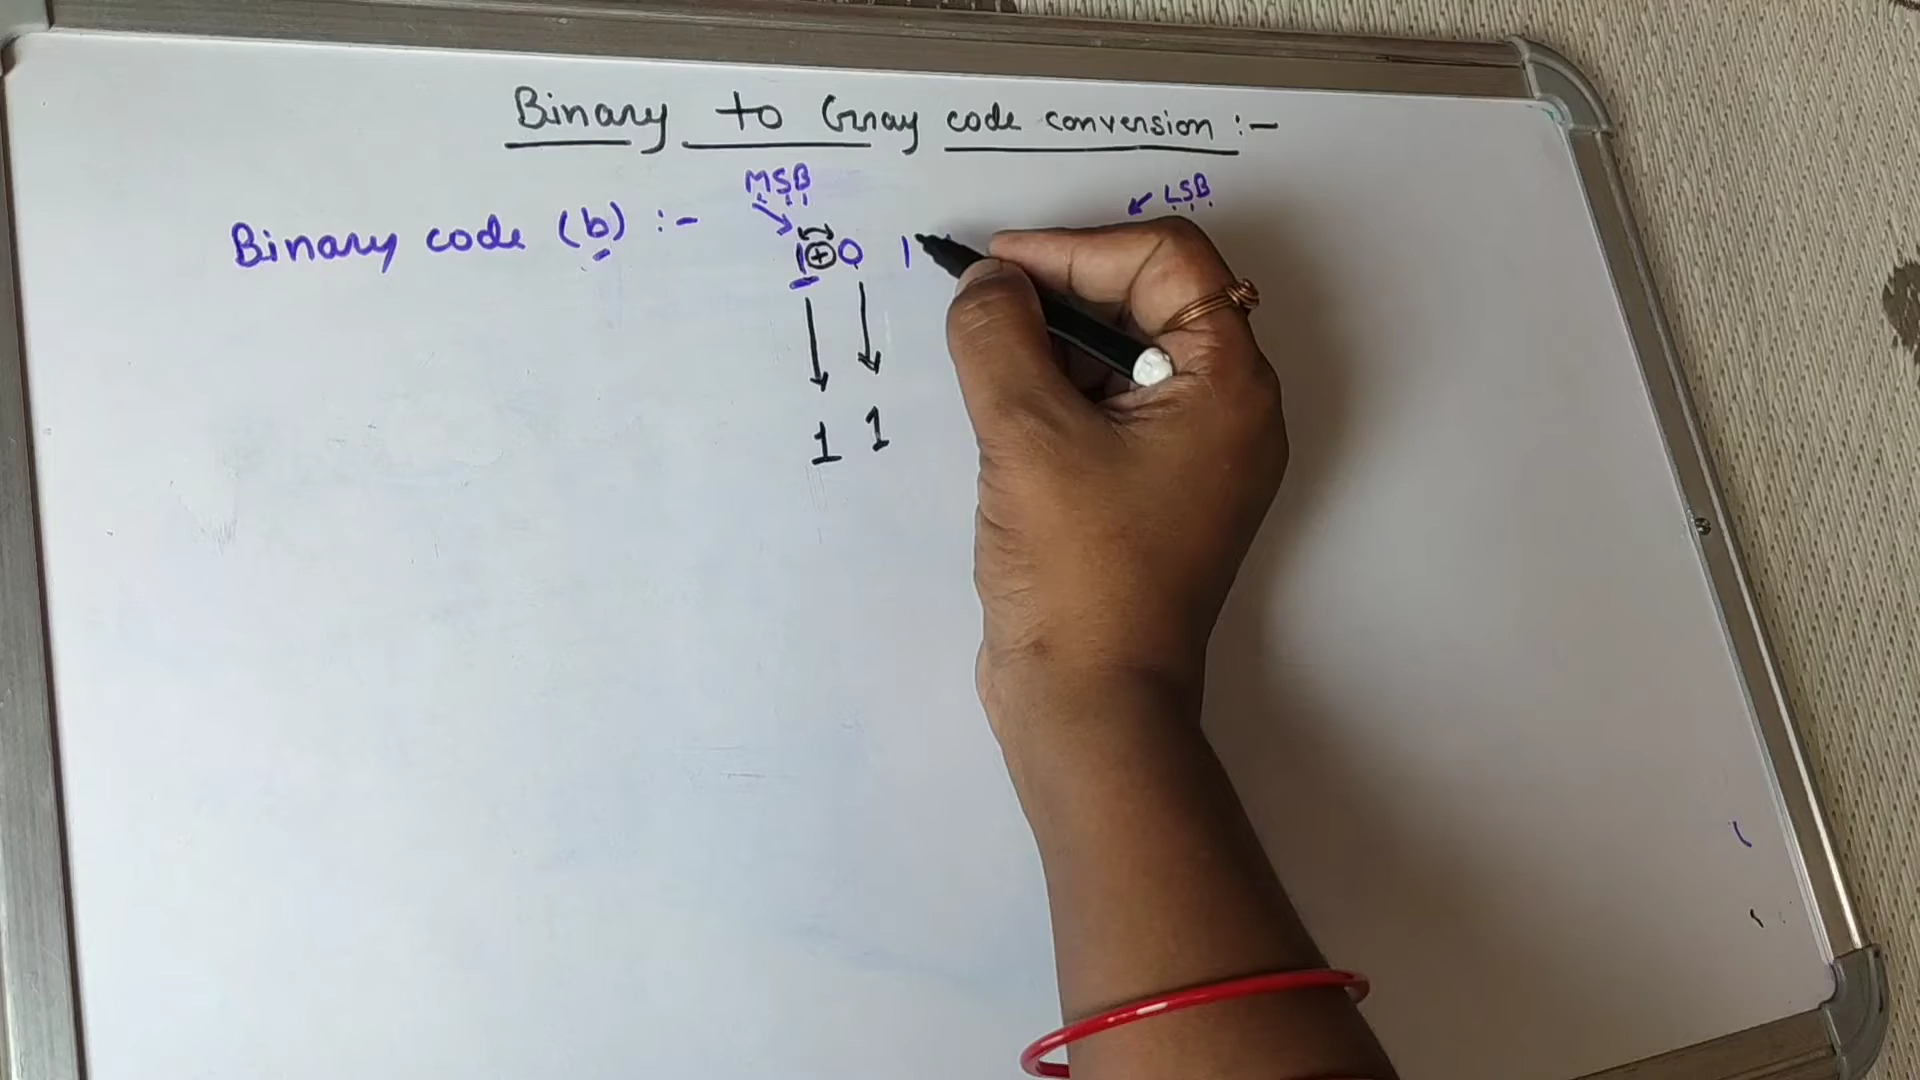 Binary to Gray code conversion :-
MSB LSB
Binary code (b) :- 1 ⊕ 0 1
1 1